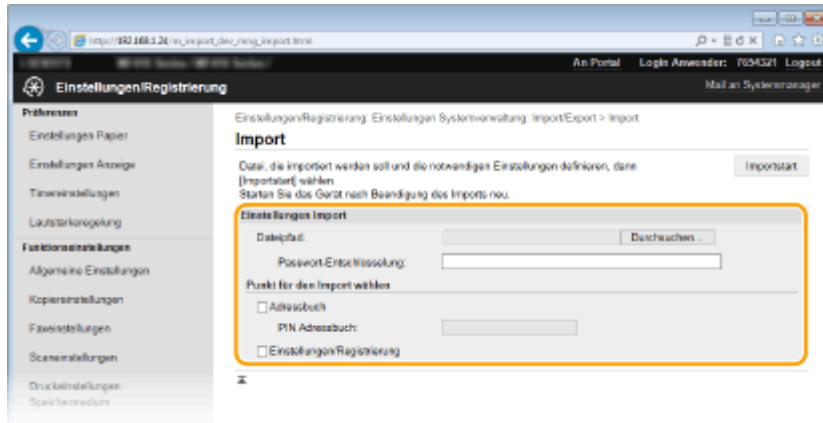 http://192.168.1.24/m_import_dev_mng_import.html
An Portal Login Anwender: 7654321 Logout
Einstellungen/Registrierung
Mail an Systemmanager
Präferenzen
Einstellungen Papier
Einstellungen Anzeige
Timereinstellungen
Lautstärkeregelung
Funktionseinstellungen
Allgemeine Einstellungen
Kopiereinstellungen
Faxeinstellungen
Scaneinstellungen
Druckeinstellungen
Speichermedium
Einstellungen/Registrierung: Einstellungen Systemverwaltung: Import/Export > Import
Import
Datei, die importiert werden soll und die notwendigen Einstellungen definieren, dann
[Importstart] wählen.
Starten Sie das Gerät nach Beendigung des Imports neu.
Importstart
Einstellungen Import
Dateipfad:
Durchsuchen...
Passwort-Entschlüsselung:
Punkt für den Import wählen
Adressbuch
PIN Adressbuch:
Einstellungen/Registrierung